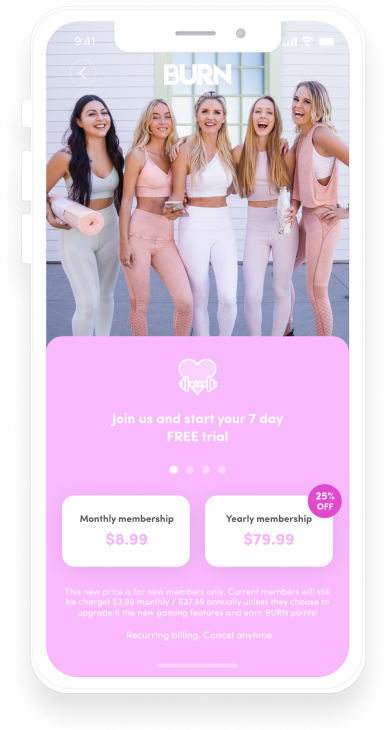 9:41
BURN
Join us and start your 7 day
FREE trial
25%
OFF
Monthly membership
$8.99
Yearly membership
$79.99
This new price is for new members only. Current members will still
be charget $3.99 monthly / $37.99 annually unless they choose to
upgrade ti the new gaming features and earn BURN points!
Recurring billing, Cancel anytime